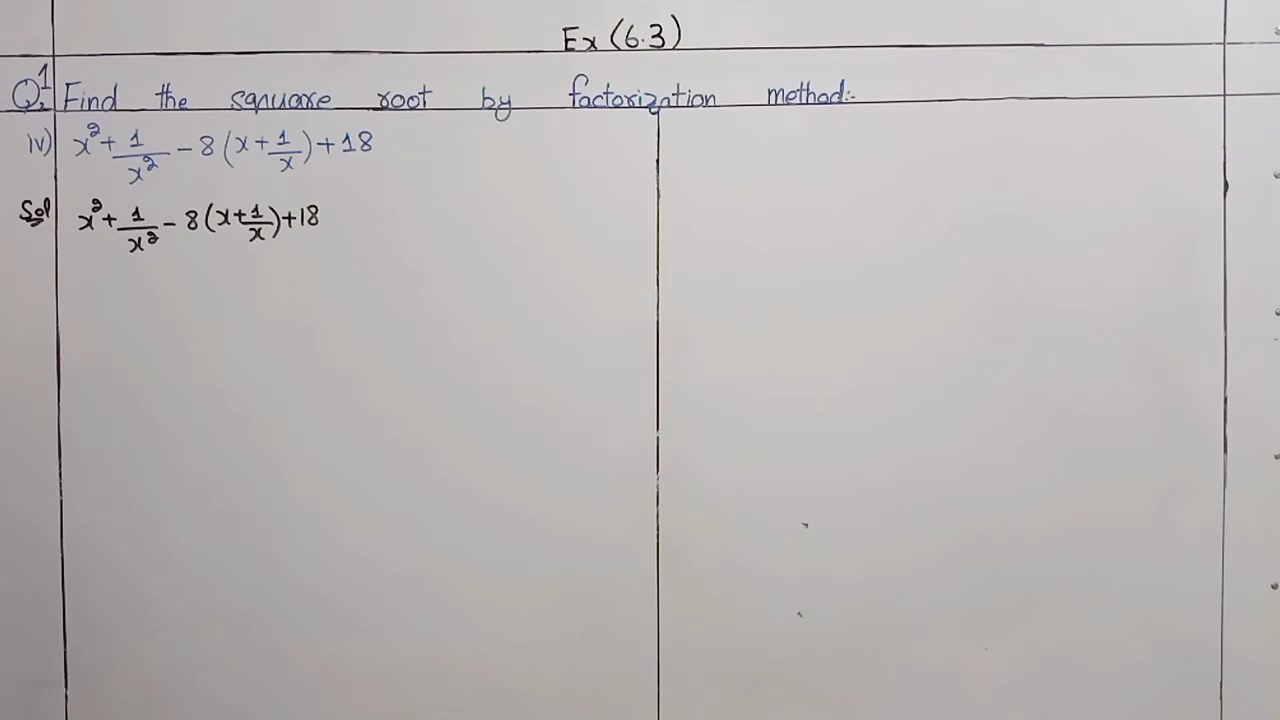 Ex (6.3)
Q1 Find the sqnuare root by factorization method:-
iv) x² + 1/x² - 8(x + 1/x) + 18
Sol x² + 1/x² - 8(x + 1/x) + 18